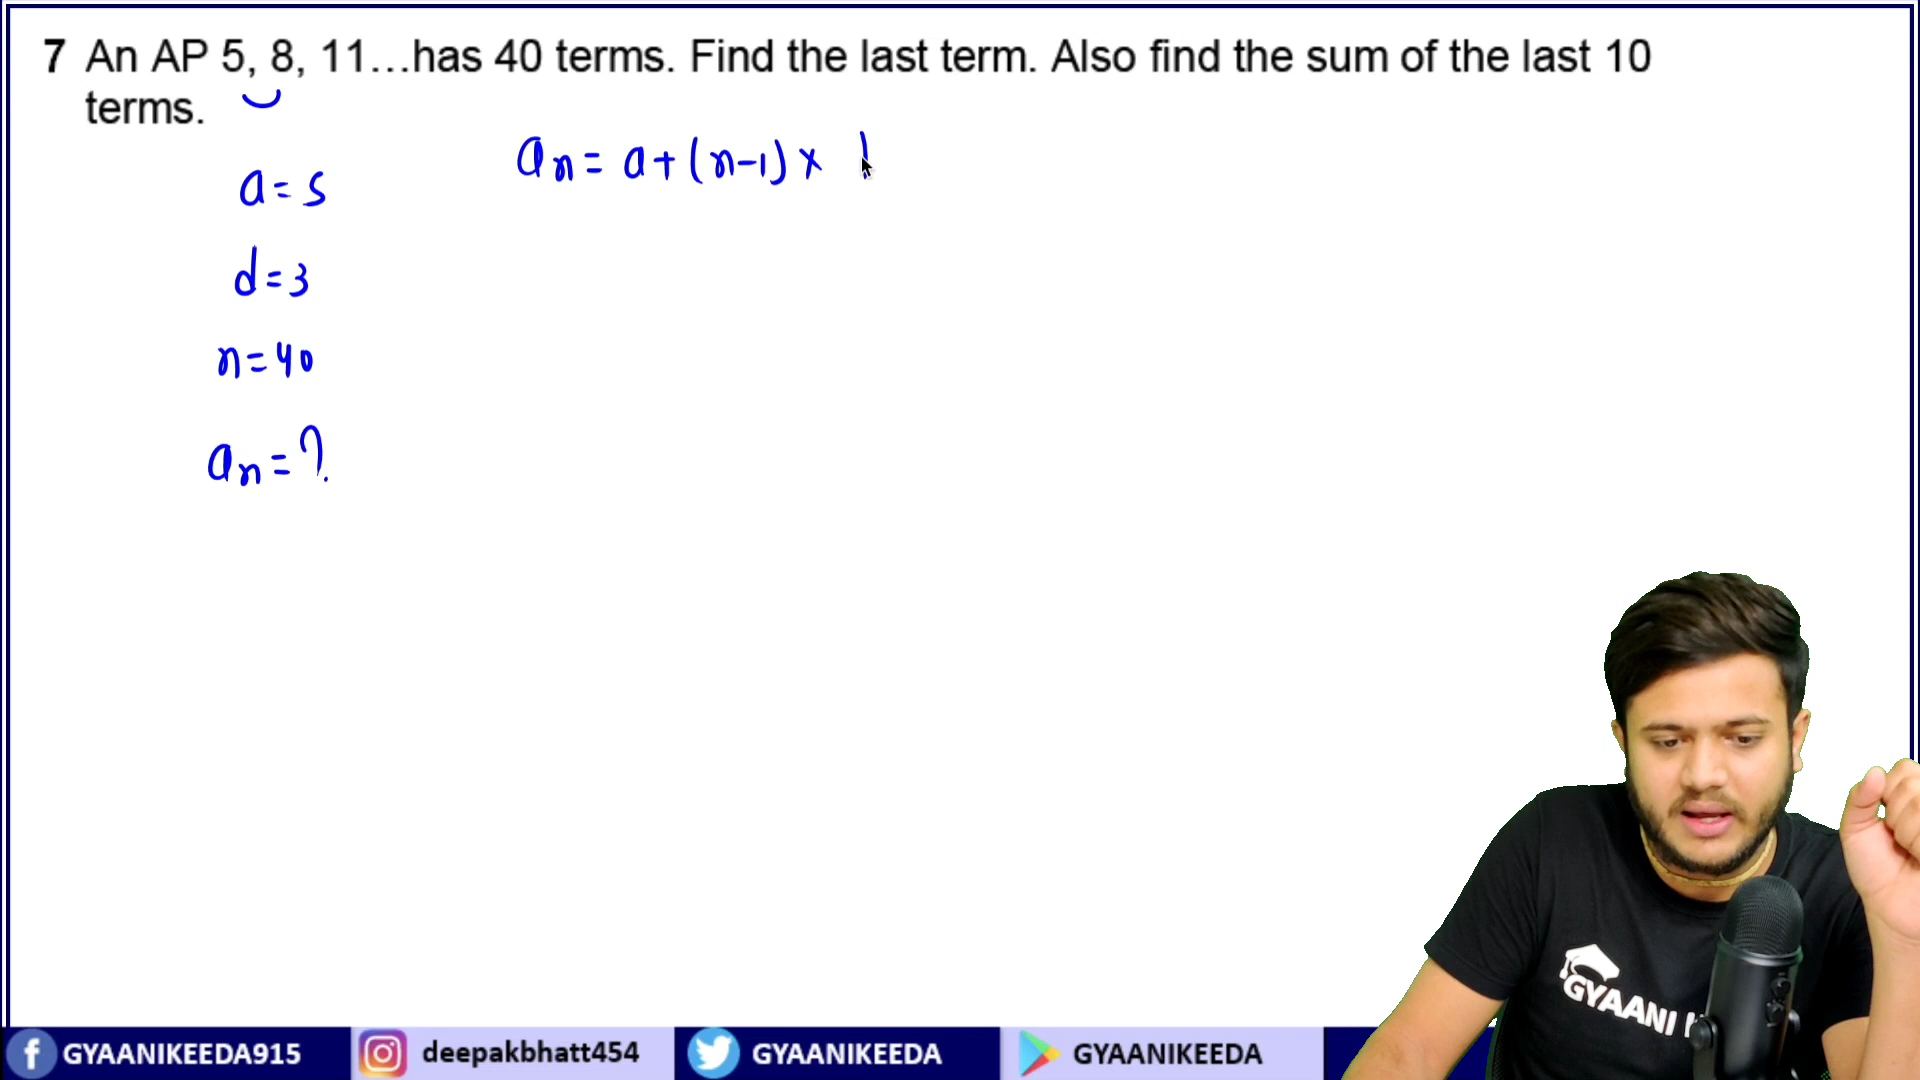 7 An AP 5, 8, 11...has 40 terms. Find the last term. Also find the sum of the last 10
terms.
an = a+(n-1)×
a=5
d=3
n=40
an=?
GYAANI
GYAANIKEEDA915 deepakbhatt454 GYAANIKEEDA GYAANIKEEDA